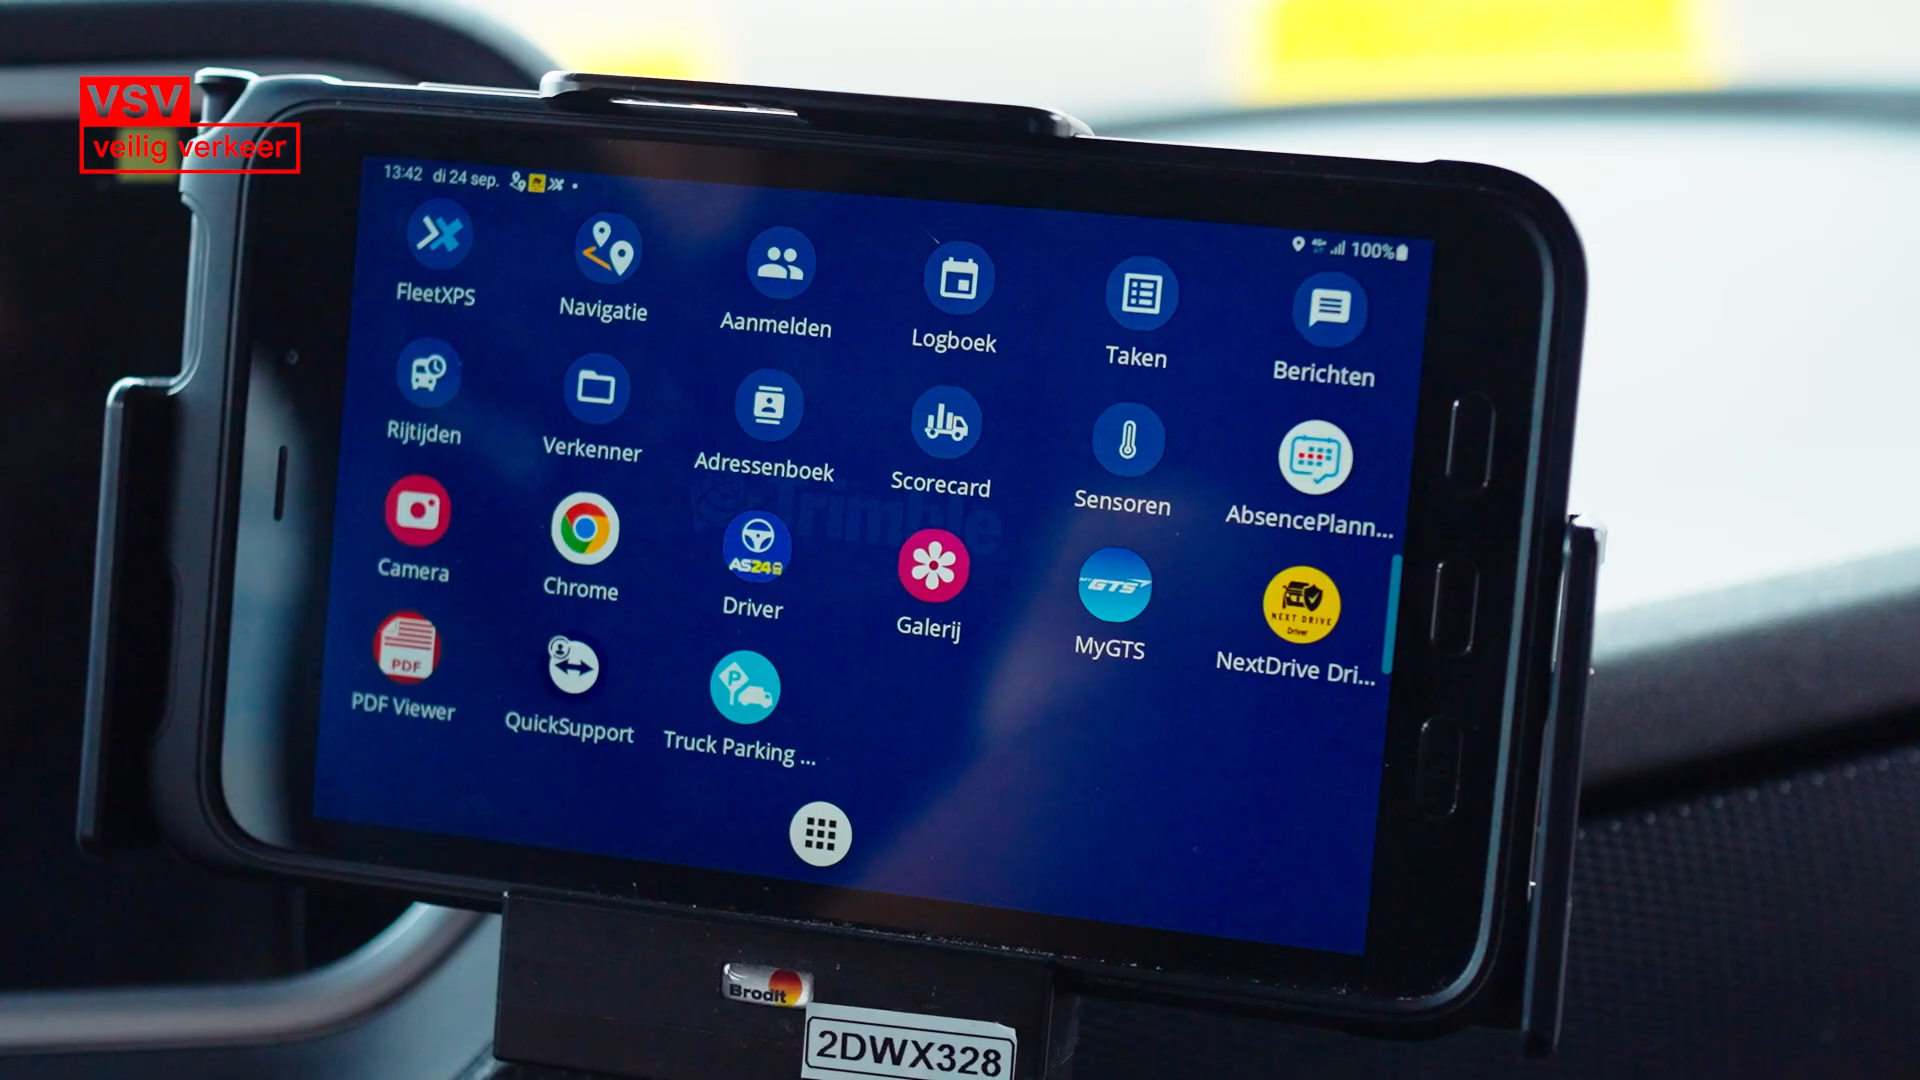 VSV
veilig verkeer
13:42 di 24 sep.
100%
FleetXPS
Navigatie
Aanmelden
Logboek
Taken
Berichten
Rijtijden
Verkenner
Adressenboek
Scorecard
Sensoren
AbsencePlann...
Trimble
Camera
Chrome
AS24
Driver
Galerij
GTS
MyGTS
NEXT DRIVE
Driver
NextDrive Dri...
PDF
PDF Viewer
QuickSupport
P
Truck Parking ...
Brodit
2DWX328